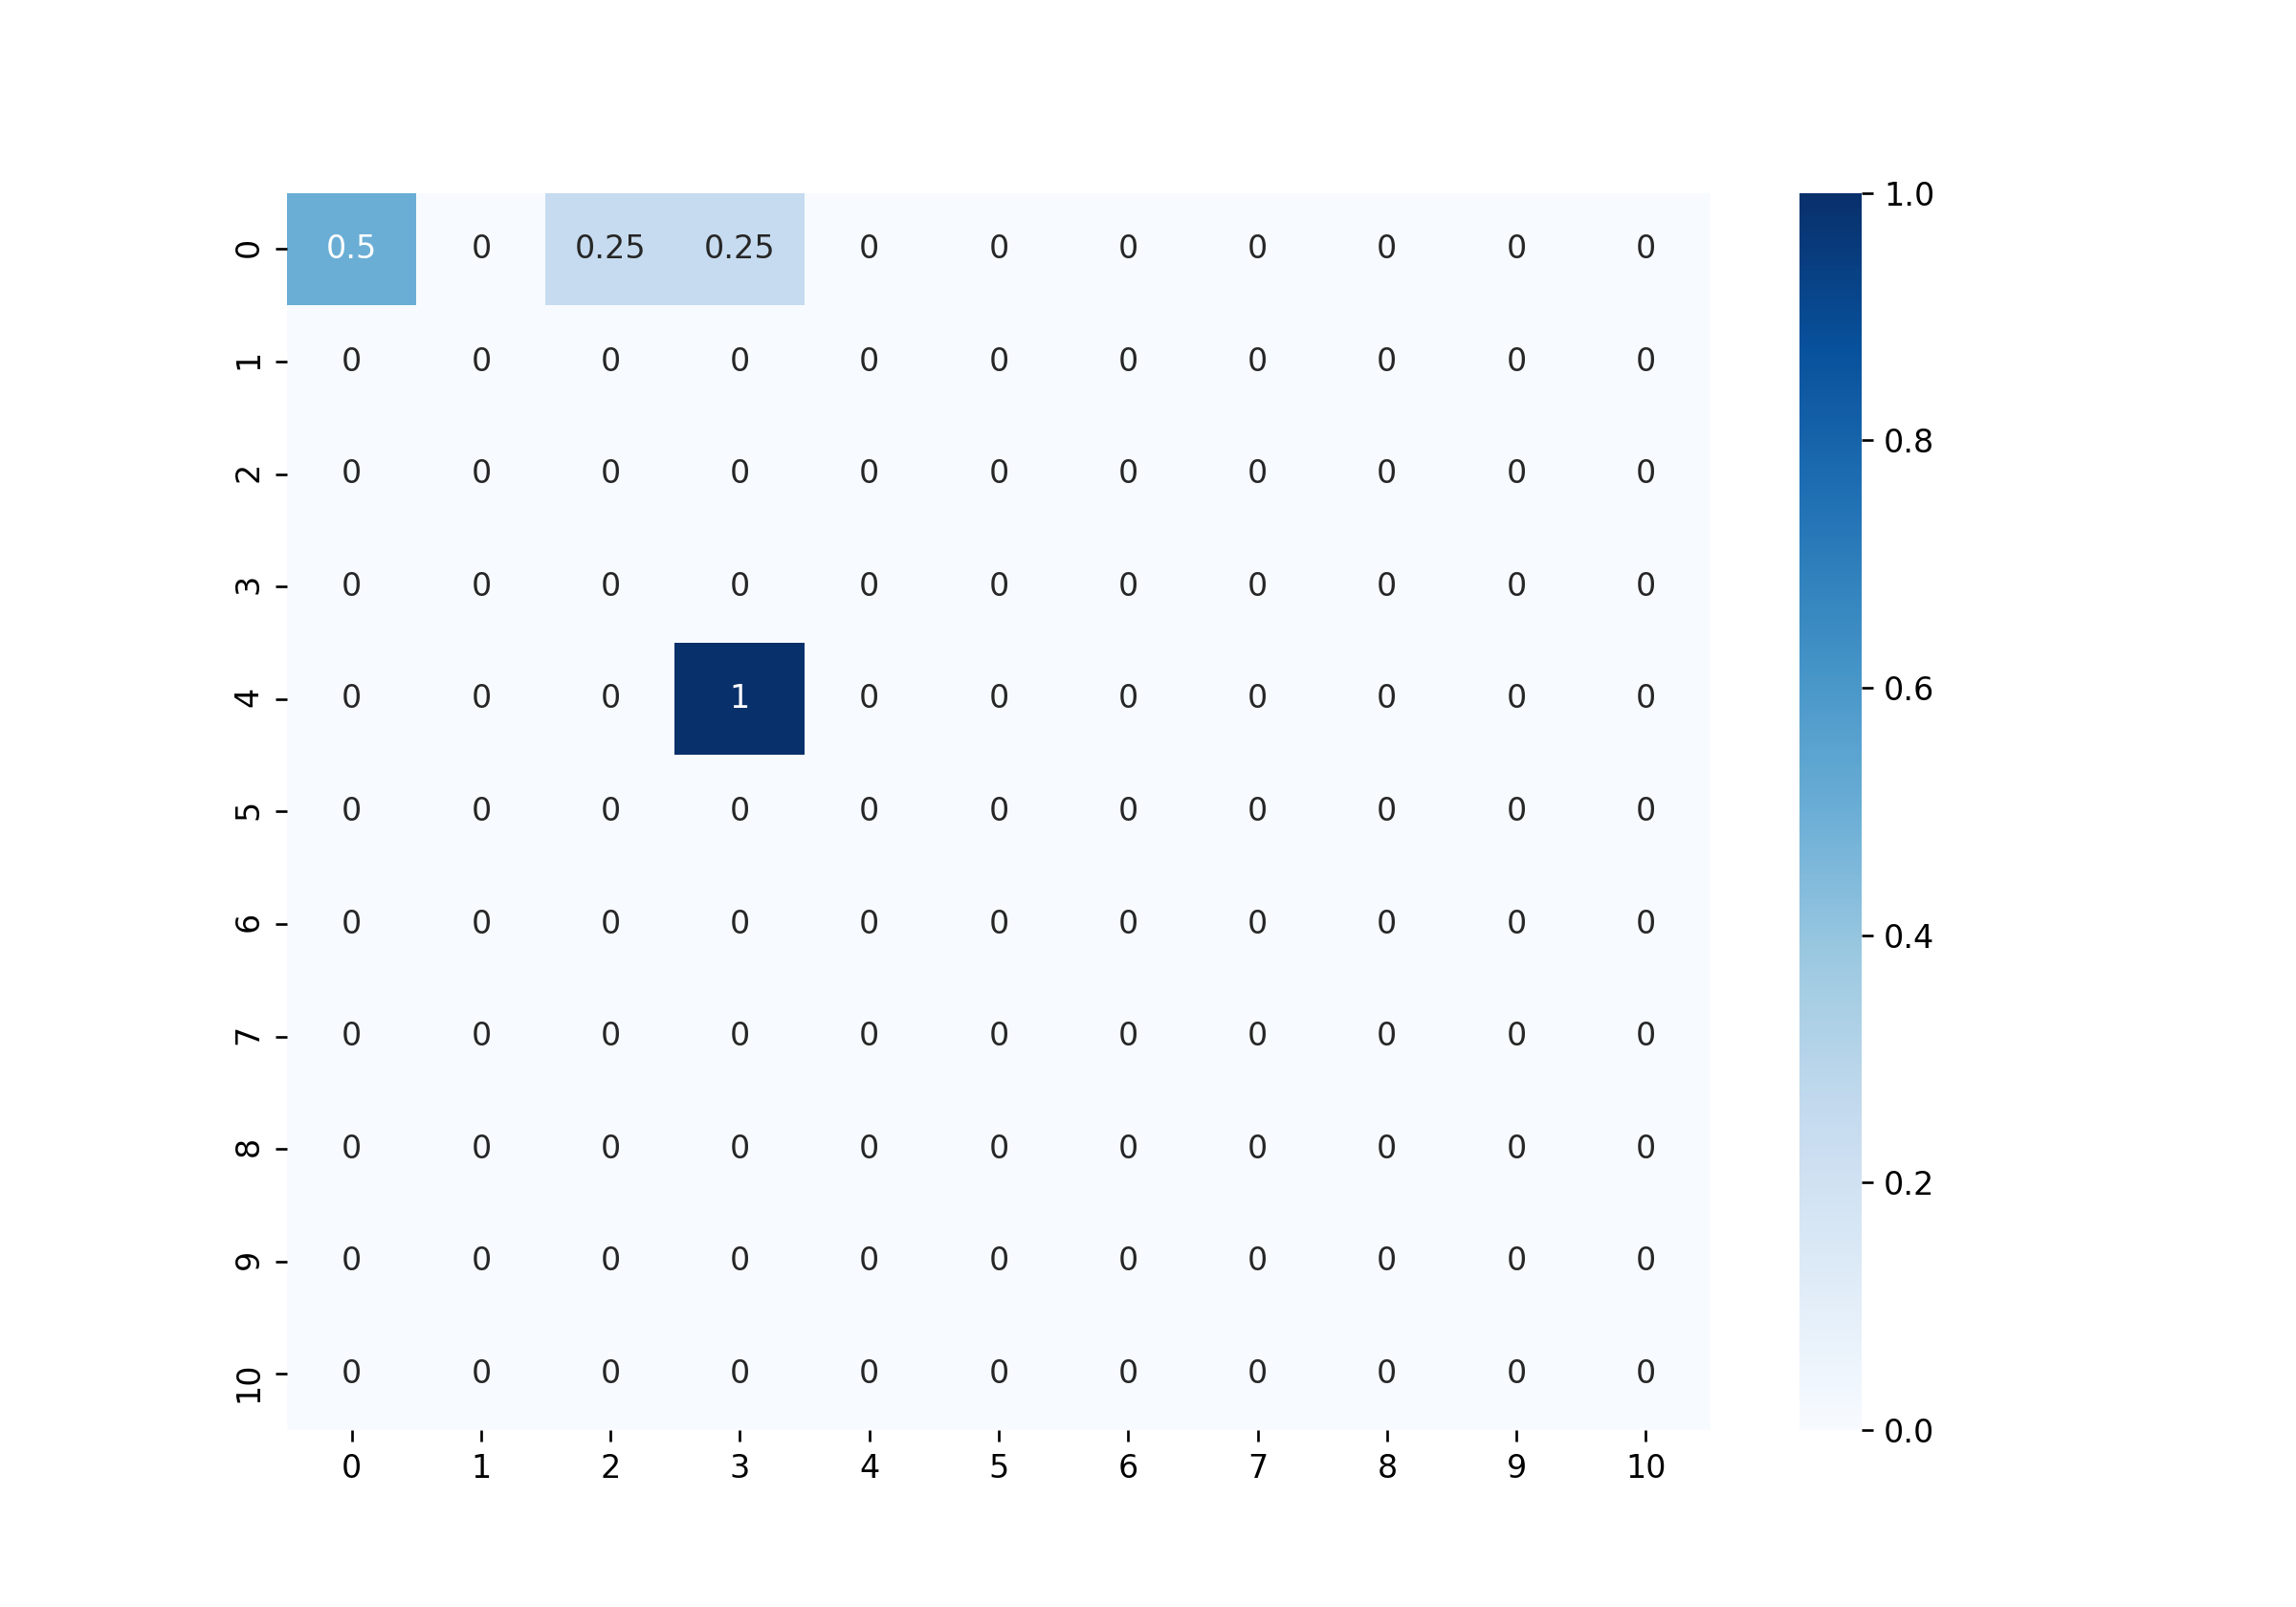 1.0
0 0.5 0 0.25 0.25 0 0 0 0 0 0 0
1 0 0 0 0 0 0 0 0 0 0 0
0.8
2 0 0 0 0 0 0 0 0 0 0 0
3 0 0 0 0 0 0 0 0 0 0 0
0.6
4 0 0 0 1 0 0 0 0 0 0 0
5 0 0 0 0 0 0 0 0 0 0 0
6 0 0 0 0 0 0 0 0 0 0 0
0.4
7 0 0 0 0 0 0 0 0 0 0 0
8 0 0 0 0 0 0 0 0 0 0 0
0.2
9 0 0 0 0 0 0 0 0 0 0 0
10 0 0 0 0 0 0 0 0 0 0 0
0.0
0 1 2 3 4 5 6 7 8 9 10